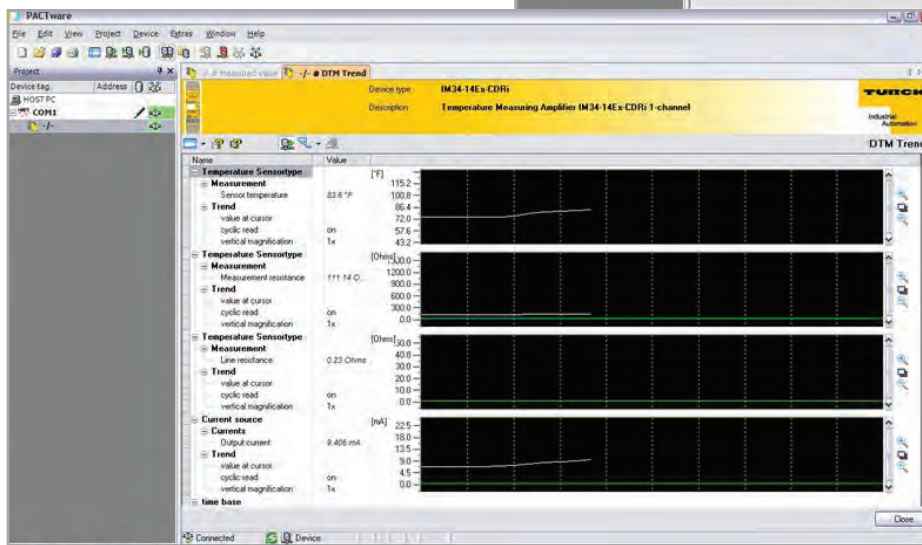 PACTware
File Edit View Project Device Extras Window Help
Project
-/- # Measured value -/- # DTM Trend
Device tag Address
HOST PC
COM1
-/-
Device type IM34-14Ex-CDRi
Description Temperature Measuring Amplifier IM34-14Ex-CDRi 1-channel
TURCK
Industrial
Automation
DTM Trend
Name Value
Temperature Sensortype [°F]
Measurement 115.2
Sensor temperature 83.6 °F 100.8
Trend 86.4
value at cursor 72.0
cyclic read on 57.6
vertical magnification 1x 43.2
Temperature Sensortype [Ohms]
Measurement 1200.0
Measurement resistance 111.14 O... 900.0
Trend 600.0
value at cursor 300.0
cyclic read on 0.0
vertical magnification 1x
Temperature Sensortype [Ohms]
Measurement 40.0
Line resistance 0.23 Ohms 30.0
Trend 20.0
value at cursor 10.0
cyclic read on 0.0
vertical magnification 1x
Current source [mA] 22.5
Currents 18.0
Output current 9.406 mA 13.5
Trend 9.0
value at cursor 4.5
cyclic read on 0.0
vertical magnification 1x
time base
Close
Connected Device